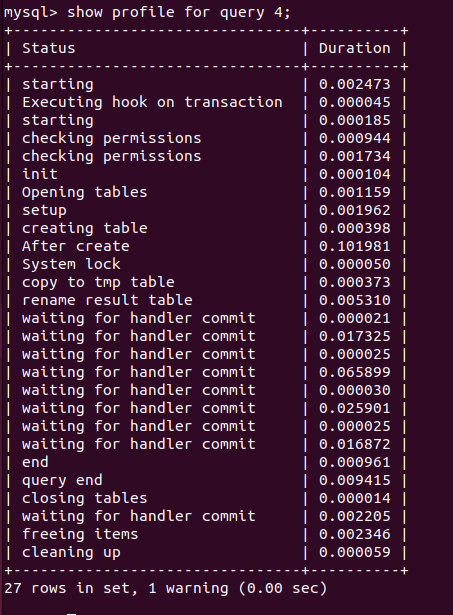 mysql> show profile for query 4;
+--------------------------------+----------+
| Status                         | Duration |
+--------------------------------+----------+
| starting                       | 0.002473 |
| Executing hook on transaction  | 0.000045 |
| starting                       | 0.000185 |
| checking permissions           | 0.000944 |
| checking permissions           | 0.001734 |
| init                           | 0.000104 |
| Opening tables                 | 0.001159 |
| setup                          | 0.001962 |
| creating table                 | 0.000398 |
| After create                   | 0.101981 |
| System lock                    | 0.000050 |
| copy to tmp table              | 0.000373 |
| rename result table            | 0.005310 |
| waiting for handler commit     | 0.000021 |
| waiting for handler commit     | 0.017325 |
| waiting for handler commit     | 0.000025 |
| waiting for handler commit     | 0.065899 |
| waiting for handler commit     | 0.000030 |
| waiting for handler commit     | 0.025901 |
| waiting for handler commit     | 0.000025 |
| waiting for handler commit     | 0.016872 |
| end                            | 0.000961 |
| query end                      | 0.009415 |
| closing tables                 | 0.000014 |
| waiting for handler commit     | 0.002205 |
| freeing items                  | 0.002346 |
| cleaning up                    | 0.000059 |
+--------------------------------+----------+
27 rows in set, 1 warning (0.00 sec)